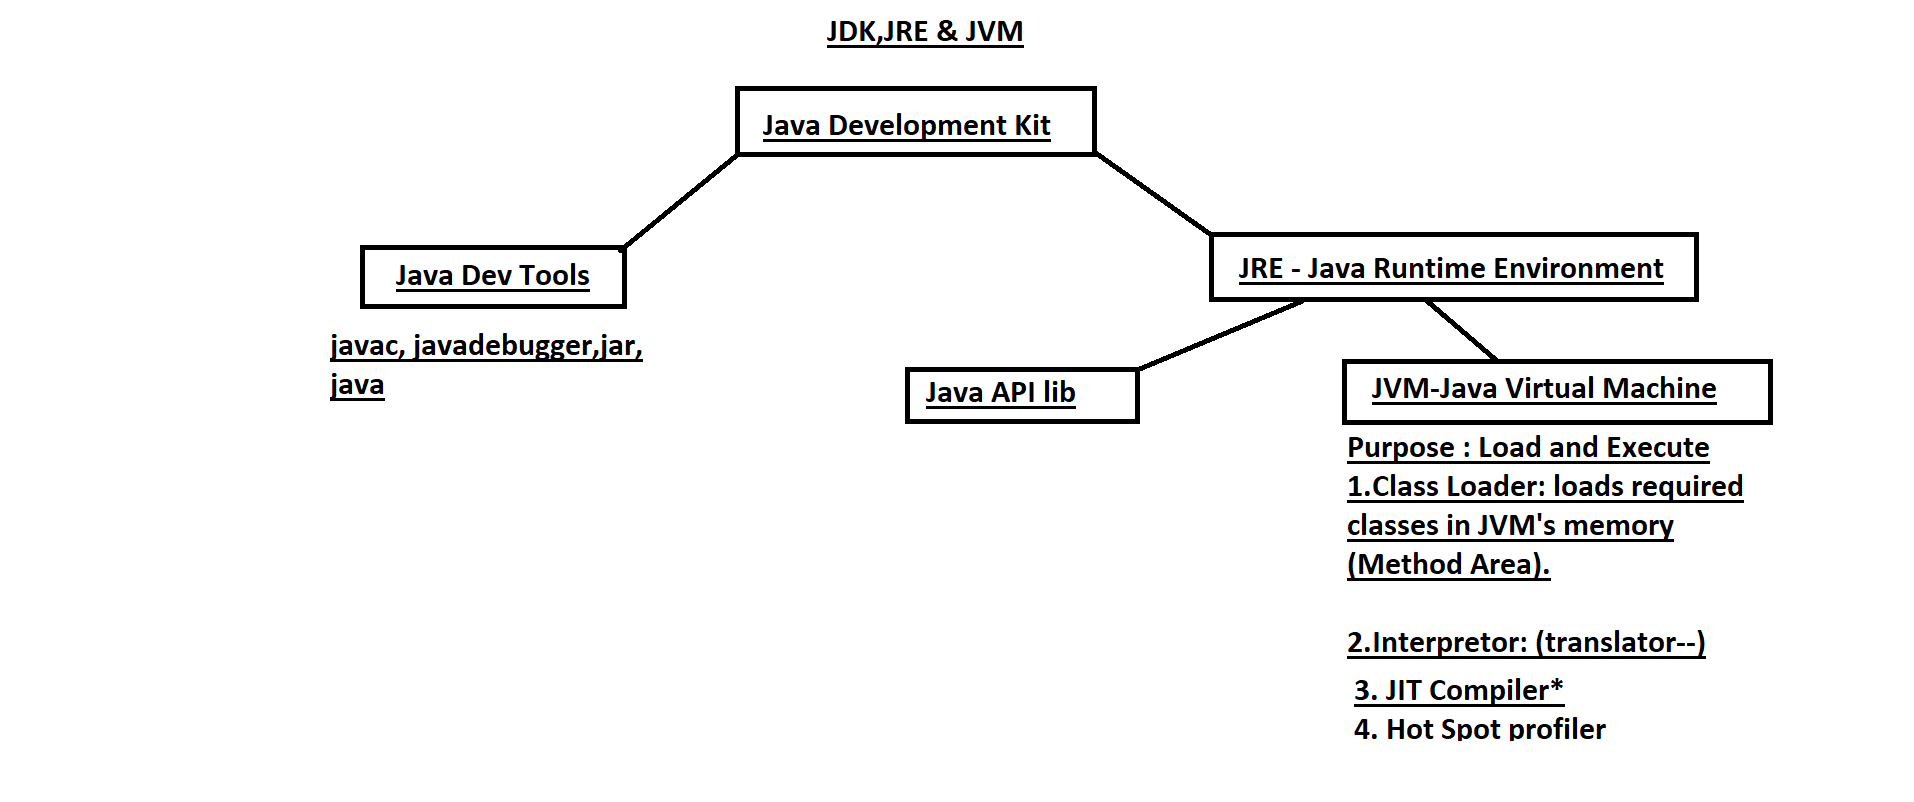 JDK,JRE & JVM
Java Development Kit
Java Dev Tools
javac, javadebugger,jar,
java
JRE - Java Runtime Environment
Java API lib
JVM-Java Virtual Machine
Purpose : Load and Execute
1.Class Loader: loads required
classes in JVM's memory
(Method Area).
2.Interpretor: (translator--)
3. JIT Compiler*
4. Hot Spot profiler